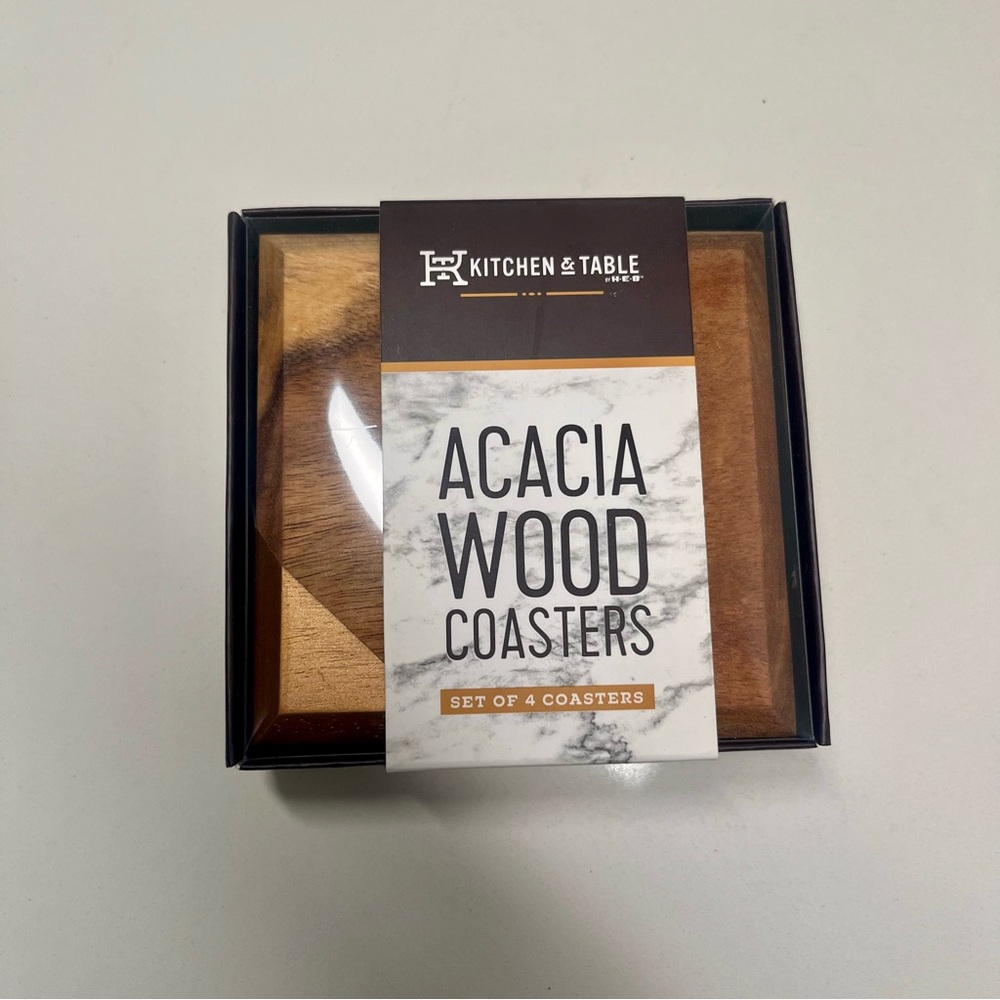 KITCHEN & TABLE
BY H-E-B
ACACIA
WOOD
COASTERS
SET OF 4 COASTERS